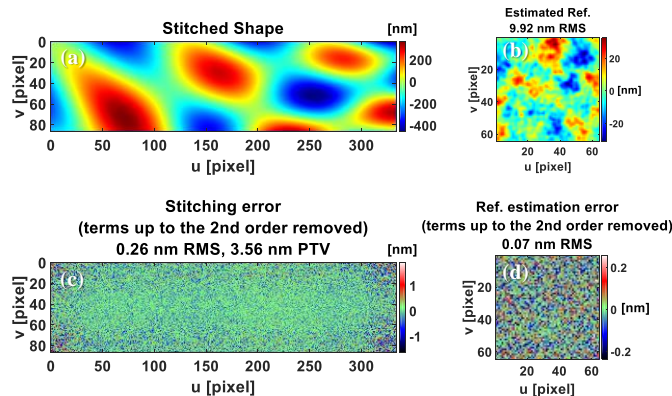 Stitched Shape
[nm]
(a)
0
20
40
60
80
v [pixel]
0 50 100 150 200 250 300
u [pixel]
400
200
0
-200
-400
Estimated Ref.
9.92 nm RMS
(b)
20
40
60
v [pixel]
0 20 40 60
u [pixel]
20
0
-20
[nm]
Stitching error
(terms up to the 2nd order removed)
0.26 nm RMS, 3.56 nm PTV
[nm]
(c)
0
20
40
60
80
v [pixel]
0 50 100 150 200 250 300
u [pixel]
1
0
-1
Ref. estimation error
(terms up to the 2nd order removed)
0.07 nm RMS
(d)
0
20
40
60
v [pixel]
20 40 60
u [pixel]
0.2
0
-0.2
[nm]